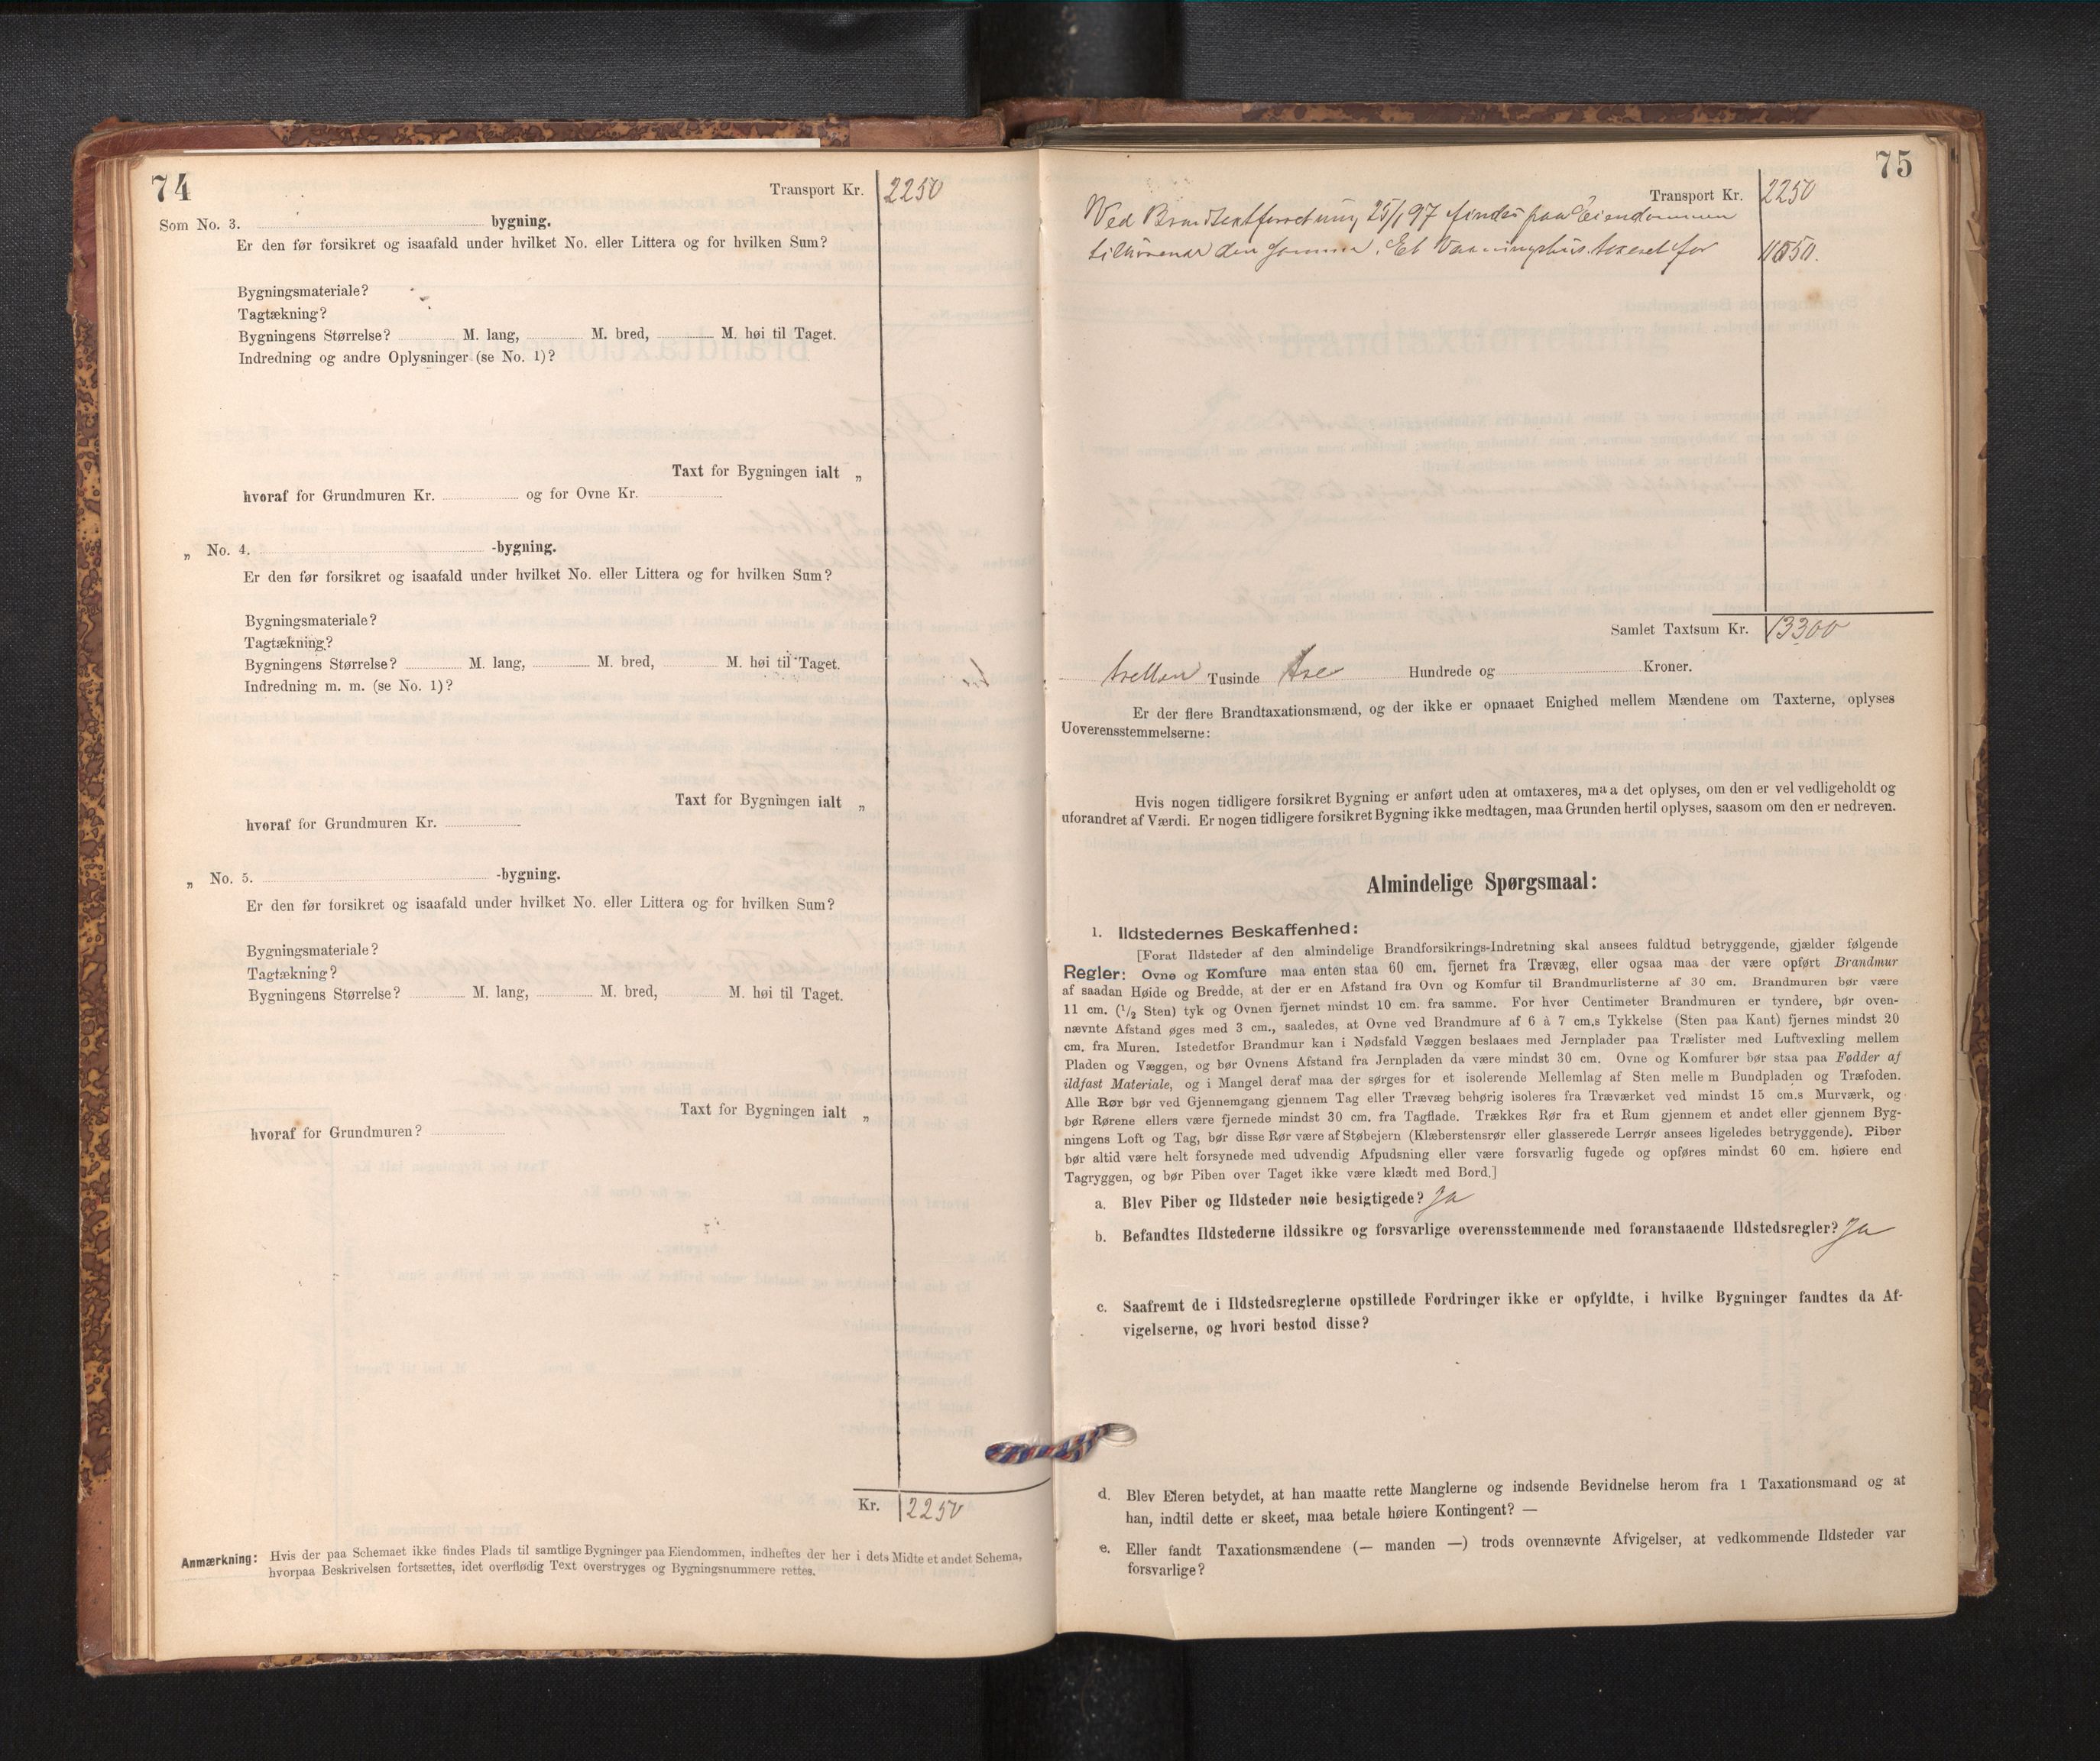 74
Transport Kr. 2250
Som No. 3. bygning.
Er den før forsikret og isaafald under hvilket No. eller Littera og for hvilken Sum?
Bygningsmateriale?
Tagtækning?
Bygningens Størrelse? M. lang, M. bred, M. høi til Taget.
Indredning og andre Oplysninger (se No. 1)?
Taxt for Bygningen ialt „
hvoraf for Grundmuren Kr. og for Ovne Kr.
„ No. 4. -bygning.
Er den før forsikret og isaafald under hvilket No. eller Littera og for hvilken Sum?
Bygningsmateriale?
Tagtækning?
Bygningens Størrelse? M. lang, M. bred, M. høi til Taget.
Indredning m. m. (se No. 1)?
Taxt for Bygningen ialt „
hvoraf for Grundmuren Kr.
„ No. 5. -bygning.
Er den før forsikret og isaafald under hvilket No. eller Littera og for hvilken Sum?
Bygningsmateriale?
Tagtækning?
Bygningens Størrelse? M. lang, M. bred, M. høi til Taget.
Taxt for Bygningen ialt „
hvoraf for Grundmuren?
Kr. 2250
Anmærkning: Hvis der paa Schemaet ikke findes Plads til samtlige Bygninger paa Eiendommen, indheftes der her i dets Midte et andet Schema,
hvorpaa Beskrivelsen fortsættes, idet overflødig Text overstryges og Bygningsnummere rettes.
75
Transport Kr. 2250
Ved Brandtaxtforretning 25/1 97 findes paa Eiendommen
tilhørende den samme. Et Vaaningshus taxeret for 11050.
Samlet Taxtsum Kr. 13300
tretten Tusinde tre Hundrede og Kroner.
Er der flere Brandtaxationsmænd, og der ikke er opnaaet Enighed mellem Mændene om Taxterne, oplyses
Uoverensstemmelserne:
Hvis nogen tidligere forsikret Bygning er anført uden at omtaxeres, maa det oplyses, om den er vel vedligeholdt og
uforandret af Værdi. Er nogen tidligere forsikret Bygning ikke medtagen, maa Grunden hertil oplyses, saasom om den er nedreven.
Almindelige Spørgsmaal:
1. Ildstedernes Beskaffenhed:
[Forat Ildsteder af den almindelige Brandforsikrings-Indretning skal ansees fuldtud betryggende, gjælder følgende
Regler: Ovne og Komfure maa enten staa 60 cm. fjernet fra Trævæg, eller ogsaa maa der være opført Brandmur
af saadan Høide og Bredde, at der er en Afstand fra Ovn og Komfur til Brandmurlisterne af 30 cm. Brandmuren bør være
11 cm. (1/2 Sten) tyk og Ovnen fjernet mindst 10 cm. fra samme. For hver Centimeter Brandmuren er tyndere, bør oven-
nævnte Afstand øges med 3 cm., saaledes, at Ovne ved Brandmure af 6 à 7 cm.s Tykkelse (Sten paa Kant) fjernes mindst 20
cm. fra Muren. Istedetfor Brandmur kan i Nødsfald Væggen beslaaes med Jernplader paa Trælister med Luftvexling mellem
Pladen og Væggen, og bør Ovnens Afstand fra Jernpladen da være mindst 30 cm. Ovne og Komfurer bør staa paa Fødder af
ildfast Materiale, og i Mangel deraf maa der sørges for et isolerende Mellemlag af Sten mellem Bundpladen og Træfoden.
Alle Rør bør ved Gjennemgang gjennem Tag eller Trævæg behørig isoleres fra Træværket ved mindst 15 cm.s Murværk, og
bør Rørene ellers være fjernede mindst 30 cm. fra Tagflade. Trækkes Rør fra et Rum gjennem et andet eller gjennem Byg-
ningens Loft og Tag, bør disse Rør være af Støbejern (Klæberstensrør eller glasserede Lerrør ansees ligeledes betryggende). Piber
bør altid være helt forsynede med udvendig Afpudsning eller være forsvarlig fugede og opføres mindst 60 cm. høiere end
Tagryggen, og bør Piben over Taget ikke være klædt med Bord.]
a. Blev Piber og Ildsteder nøie besigtigede? Ja
b. Befandtes Ildstederne ildssikre og forsvarlige overensstemmende med foranstaaende Ildstedsregler? Ja
c. Saafremt de i Ildstedsreglerne opstillede Fordringer ikke er opfyldte, i hvilke Bygninger fandtes da Af-
vigelserne, og hvori bestod disse?
d. Blev Eieren betydet, at han maatte rette Manglerne og indsende Bevidnelse herom fra 1 Taxationsmand og at
han, indtil dette er skeet, maa betale høiere Kontingent? —
e. Eller fandt Taxationsmændene (— manden —) trods ovennævnte Afvigelser, at vedkommende Ildsteder var
forsvarlige?